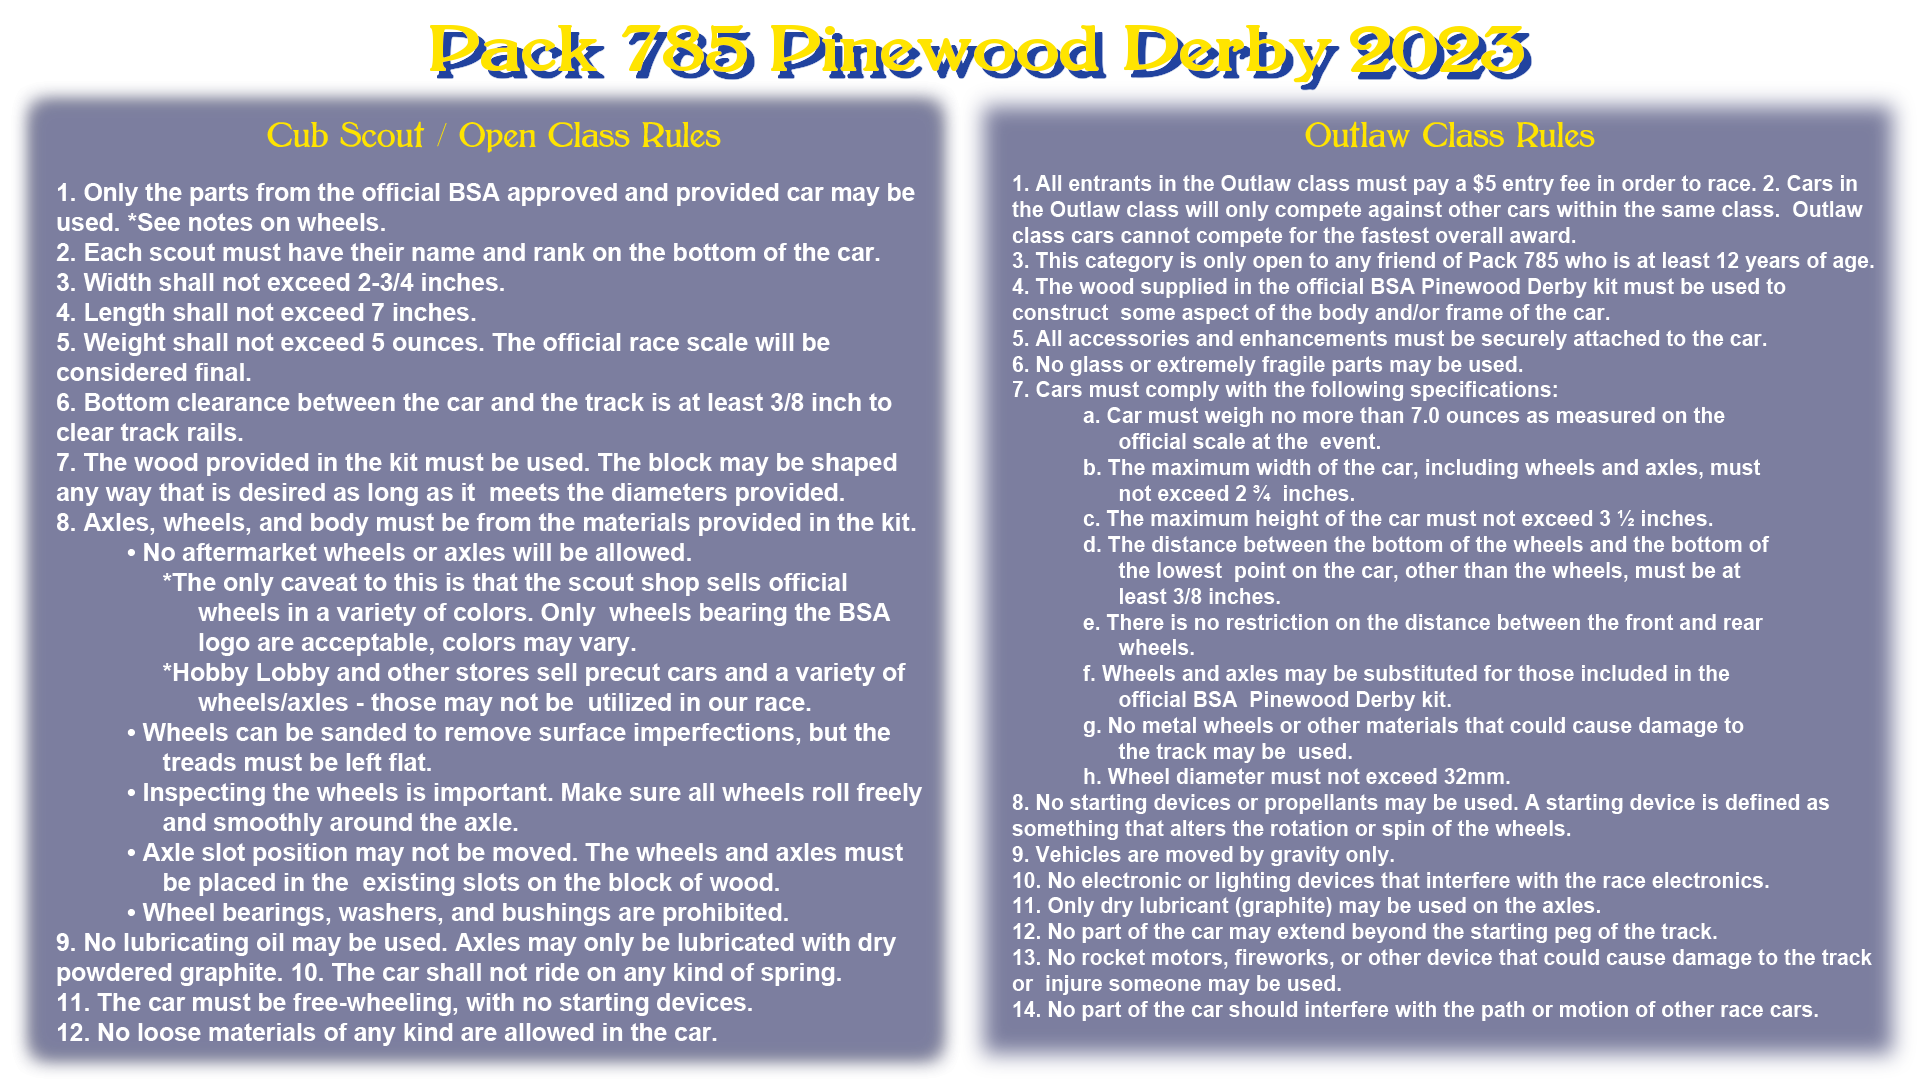 Pack 785 Pinewood Derby 2023
Cub Scout / Open Class Rules
1. Only the parts from the official BSA approved and provided car may be
used. *See notes on wheels.
2. Each scout must have their name and rank on the bottom of the car.
3. Width shall not exceed 2-3/4 inches.
4. Length shall not exceed 7 inches.
5. Weight shall not exceed 5 ounces. The official race scale will be
considered final.
6. Bottom clearance between the car and the track is at least 3/8 inch to
clear track rails.
7. The wood provided in the kit must be used. The block may be shaped
any way that is desired as long as it  meets the diameters provided.
8. Axles, wheels, and body must be from the materials provided in the kit.
• No aftermarket wheels or axles will be allowed.
*The only caveat to this is that the scout shop sells official
wheels in a variety of colors. Only  wheels bearing the BSA
logo are acceptable, colors may vary.
*Hobby Lobby and other stores sell precut cars and a variety of
wheels/axles - those may not be  utilized in our race.
• Wheels can be sanded to remove surface imperfections, but the
treads must be left flat.
• Inspecting the wheels is important. Make sure all wheels roll freely
and smoothly around the axle.
• Axle slot position may not be moved. The wheels and axles must
be placed in the  existing slots on the block of wood.
• Wheel bearings, washers, and bushings are prohibited.
9. No lubricating oil may be used. Axles may only be lubricated with dry
powdered graphite. 10. The car shall not ride on any kind of spring.
11. The car must be free-wheeling, with no starting devices.
12. No loose materials of any kind are allowed in the car.
Outlaw Class Rules
1. All entrants in the Outlaw class must pay a $5 entry fee in order to race. 2. Cars in
the Outlaw class will only compete against other cars within the same class.  Outlaw
class cars cannot compete for the fastest overall award.
3. This category is only open to any friend of Pack 785 who is at least 12 years of age.
4. The wood supplied in the official BSA Pinewood Derby kit must be used to
construct  some aspect of the body and/or frame of the car.
5. All accessories and enhancements must be securely attached to the car.
6. No glass or extremely fragile parts may be used.
7. Cars must comply with the following specifications:
a. Car must weigh no more than 7.0 ounces as measured on the
official scale at the  event.
b. The maximum width of the car, including wheels and axles, must
not exceed 2 ¾  inches.
c. The maximum height of the car must not exceed 3 ½ inches.
d. The distance between the bottom of the wheels and the bottom of
the lowest  point on the car, other than the wheels, must be at
least 3/8 inches.
e. There is no restriction on the distance between the front and rear
wheels.
f. Wheels and axles may be substituted for those included in the
official BSA  Pinewood Derby kit.
g. No metal wheels or other materials that could cause damage to
the track may be  used.
h. Wheel diameter must not exceed 32mm.
8. No starting devices or propellants may be used. A starting device is defined as
something that alters the rotation or spin of the wheels.
9. Vehicles are moved by gravity only.
10. No electronic or lighting devices that interfere with the race electronics.
11. Only dry lubricant (graphite) may be used on the axles.
12. No part of the car may extend beyond the starting peg of the track.
13. No rocket motors, fireworks, or other device that could cause damage to the track
or  injure someone may be used.
14. No part of the car should interfere with the path or motion of other race cars.